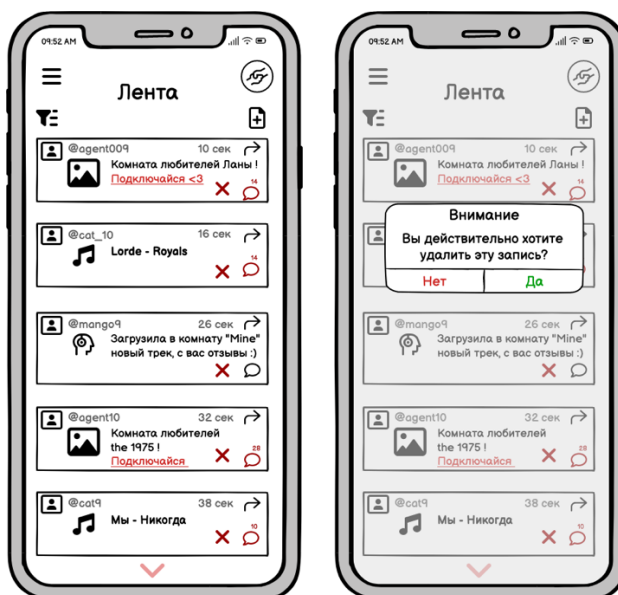 09:52 AM
Лента
@agent009 10 сек
Комната любителей Ланы !
Подключайся <3
14
@cat_10 16 сек
Lorde - Royals
14
@mango9 26 сек
Загрузила в комнату "Mine"
новый трек, с вас отзывы :)
@agent10 32 сек
Комната любителей
the 1975 !
Подключайся
28
@cat9 38 сек
Мы - Никогда
10
09:52 AM
Лента
@agent009 10 сек
Комната любителей Ланы !
Подключайся <3
14
Внимание
Вы действительно хотите
удалить эту запись?
Нет Да
@mango9 26 сек
Загрузила в комнату "Mine"
новый трек, с вас отзывы :)
@agent10 32 сек
Комната любителей
the 1975 !
Подключайся
28
@cat9 38 сек
Мы - Никогда
10